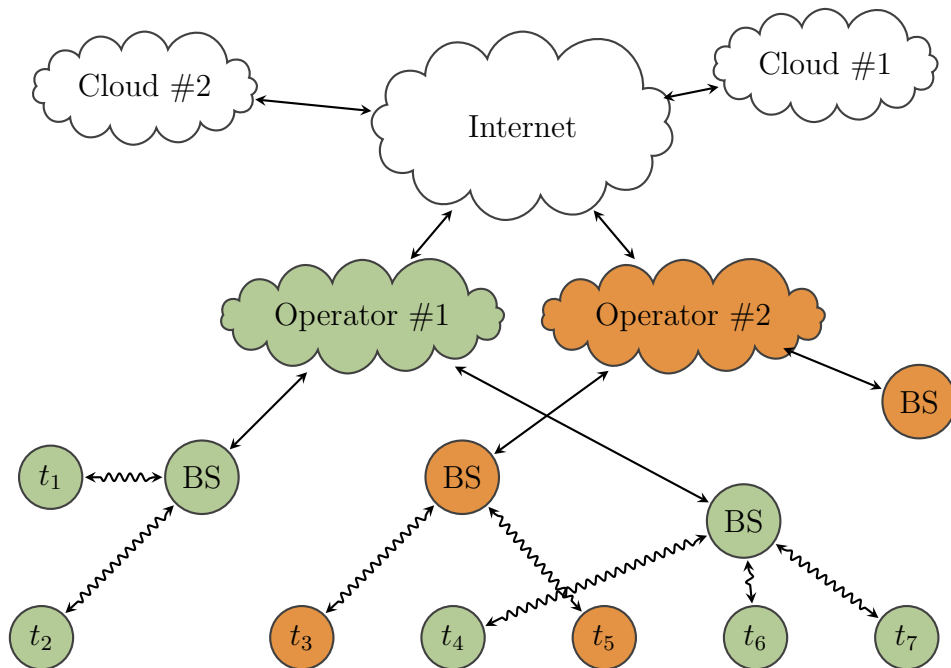 Cloud #2
Internet
Cloud #1
Operator #1
Operator #2
BS
t₁
BS
BS
BS
t₂
t₃
t₄
t₅
t₆
t₇